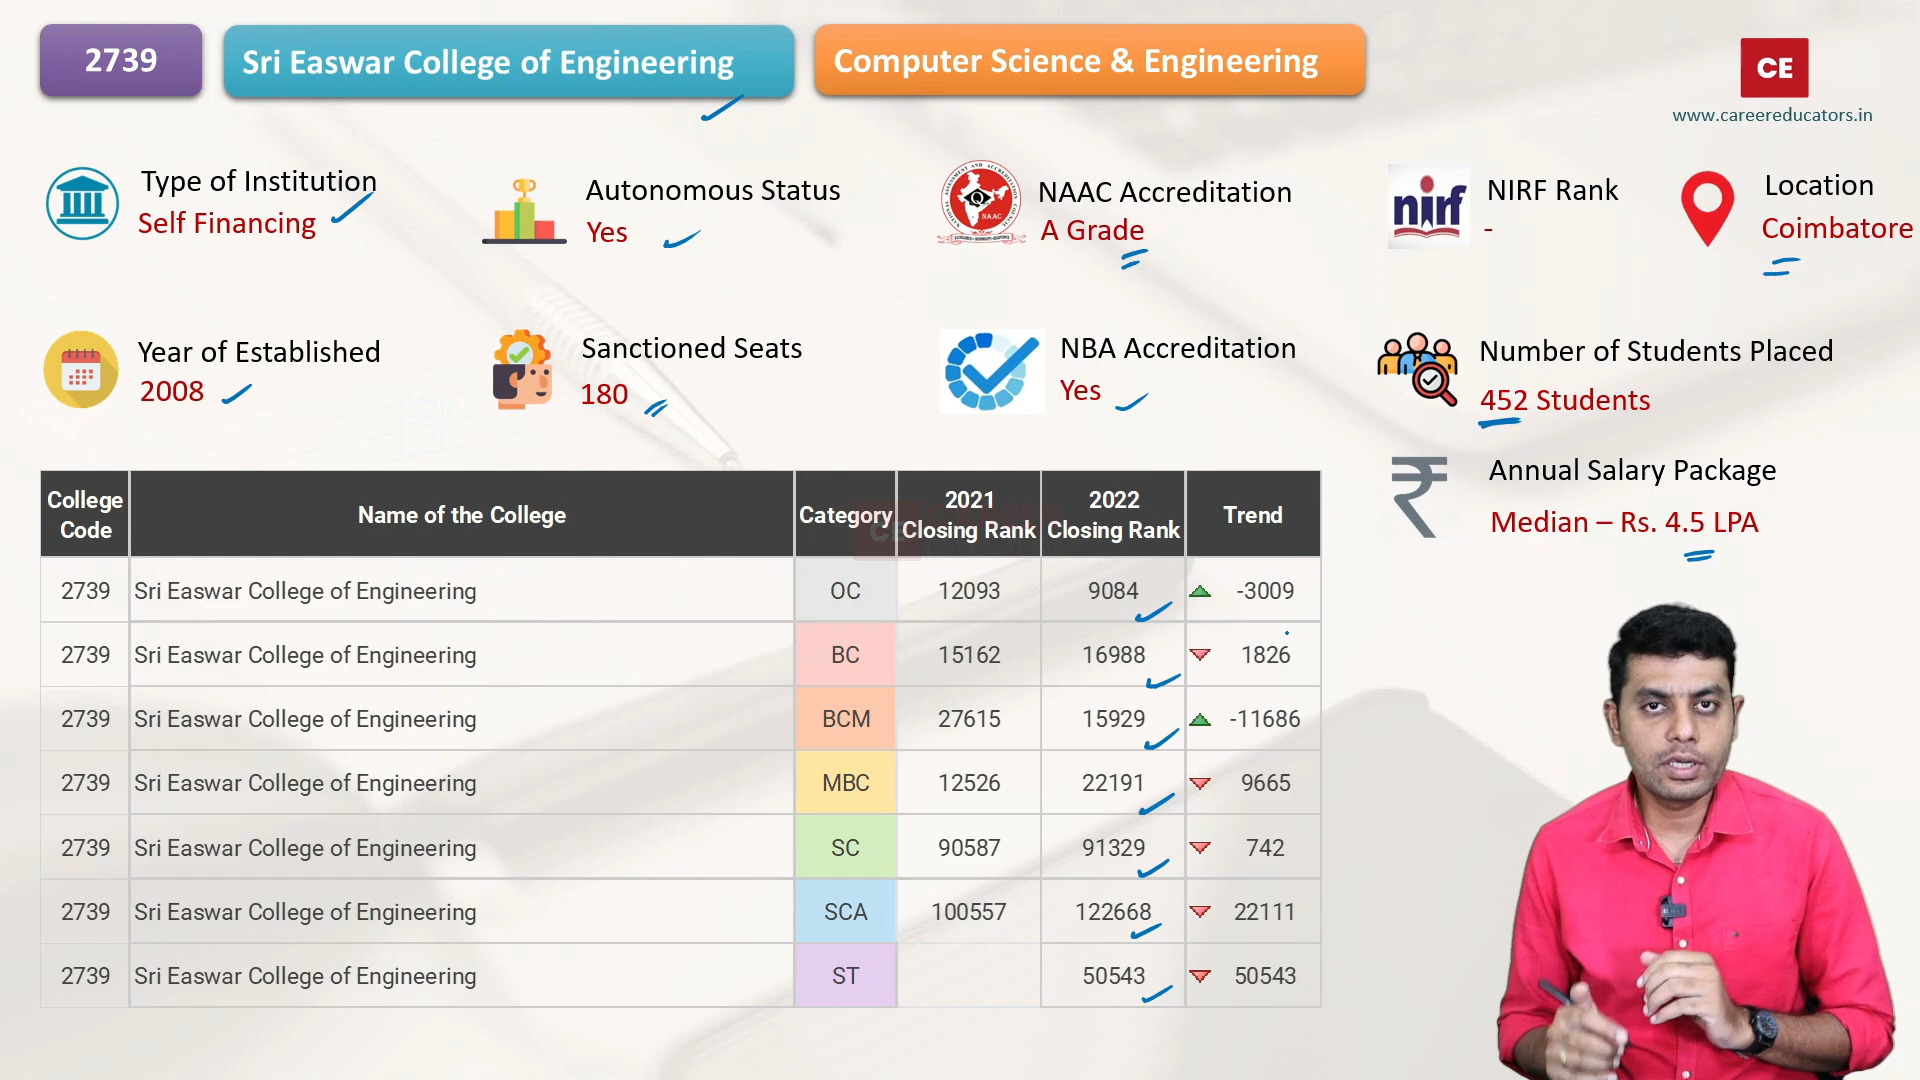 2739
Sri Easwar College of Engineering
Computer Science & Engineering
CE
www.careereducators.in
Type of Institution
Self Financing
Autonomous Status
Yes
NAAC
NAAC Accreditation
A Grade
nirf
NIRF Rank
-
Location
Coimbatore
Year of Established
2008
Sanctioned Seats
180
NBA Accreditation
Yes
Number of Students Placed
452 Students
Annual Salary Package
Median – Rs. 4.5 LPA
College Code Name of the College Category 2021 Closing Rank 2022 Closing Rank Trend
2739 Sri Easwar College of Engineering OC 12093 9084 -3009
2739 Sri Easwar College of Engineering BC 15162 16988 1826
2739 Sri Easwar College of Engineering BCM 27615 15929 -11686
2739 Sri Easwar College of Engineering MBC 12526 22191 9665
2739 Sri Easwar College of Engineering SC 90587 91329 742
2739 Sri Easwar College of Engineering SCA 100557 122668 22111
2739 Sri Easwar College of Engineering ST 50543 50543